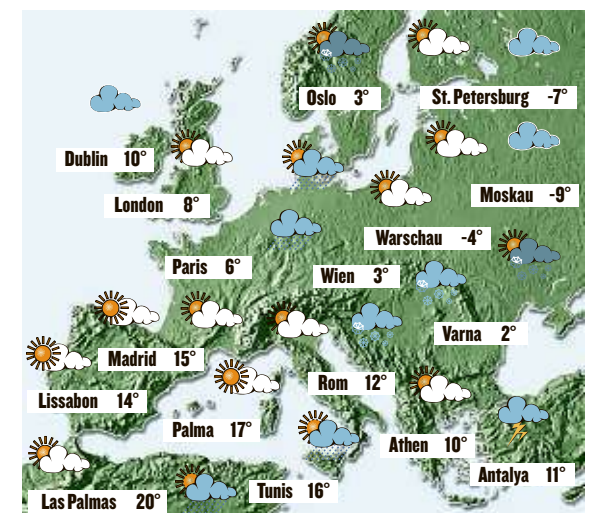 Oslo 3°
St. Petersburg -7°
Dublin 10°
London 8°
Moskau -9°
Warschau -4°
Paris 6°
Wien 3°
Varna 2°
Madrid 15°
Lissabon 14°
Rom 12°
Palma 17°
Athen 10°
Antalya 11°
Las Palmas 20°
Tunis 16°